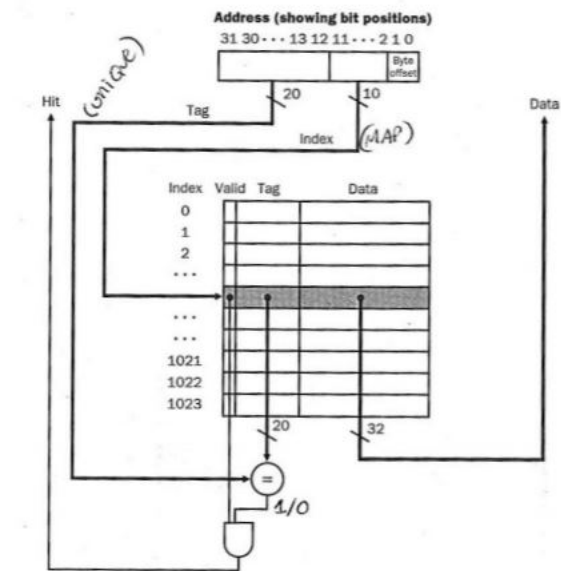 Address (showing bit positions)
31 30 ··· 13 12 11 ··· 2 1 0
Byte
offset
(UNIQUE)
20
10
Hit
Tag
Data
Index
(MAP)
Index Valid Tag Data
0
1
2
···
···
···
1021
1022
1023
20
32
=
1/0